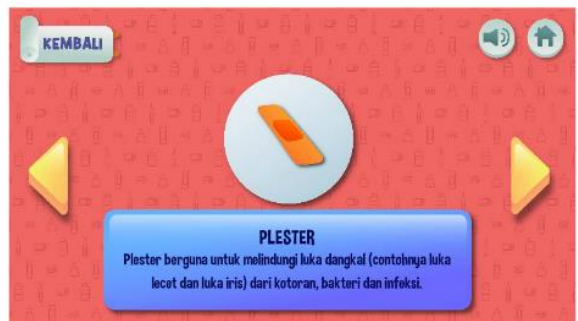 KEMBALI
PLESTER
Plester berguna untuk melindungi luka dangkal (contohnya luka
lecet dan luka iris) dari kotoran, bakteri dan infeksi.